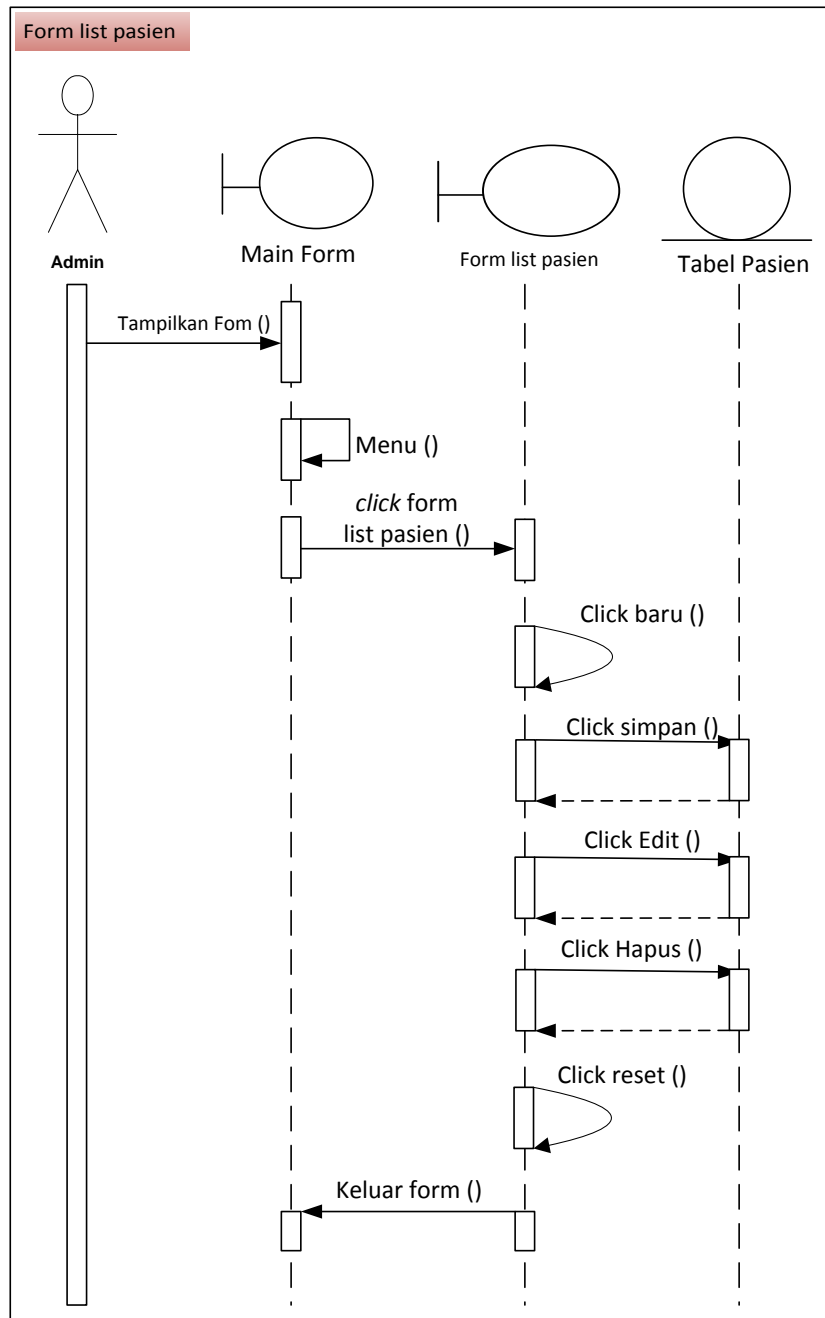 Form list pasien
Admin
Main Form
Form list pasien
Tabel Pasien
Tampilkan Fom ()
Menu ()
click form
list pasien ()
Click baru ()
Click simpan ()
Click Edit ()
Click Hapus ()
Click reset ()
Keluar form ()